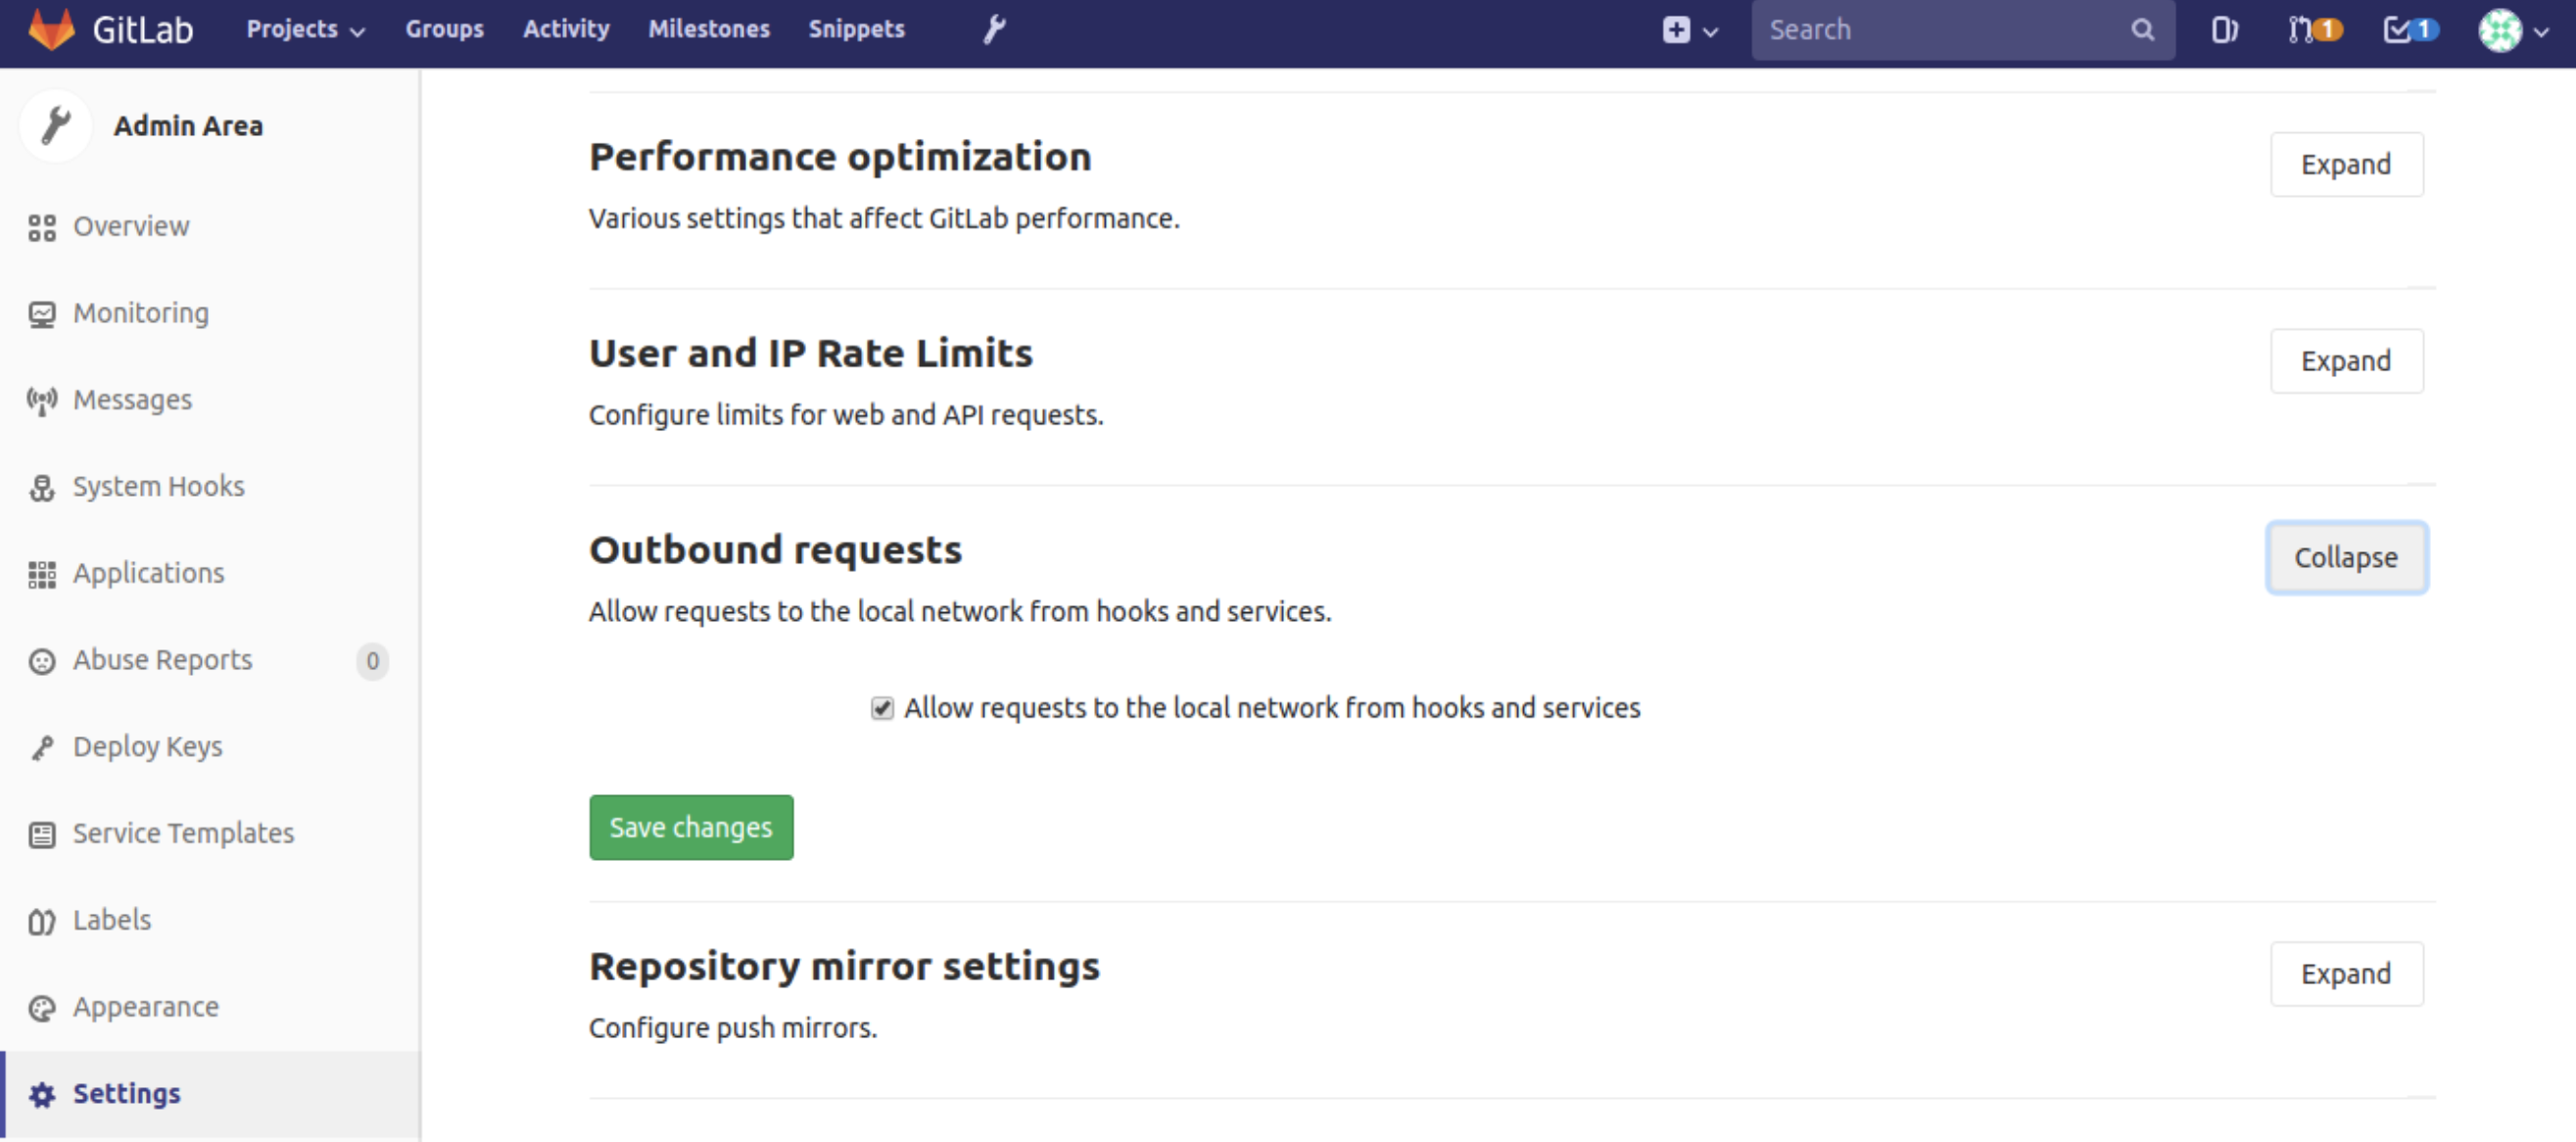 GitLab Projects Groups Activity Milestones Snippets Search 1 1
Admin Area
Overview
Monitoring
Messages
System Hooks
Applications
Abuse Reports 0
Deploy Keys
Service Templates
Labels
Appearance
Settings
Performance optimization Expand
Various settings that affect GitLab performance.
User and IP Rate Limits Expand
Configure limits for web and API requests.
Outbound requests Collapse
Allow requests to the local network from hooks and services.
Allow requests to the local network from hooks and services
Save changes
Repository mirror settings Expand
Configure push mirrors.